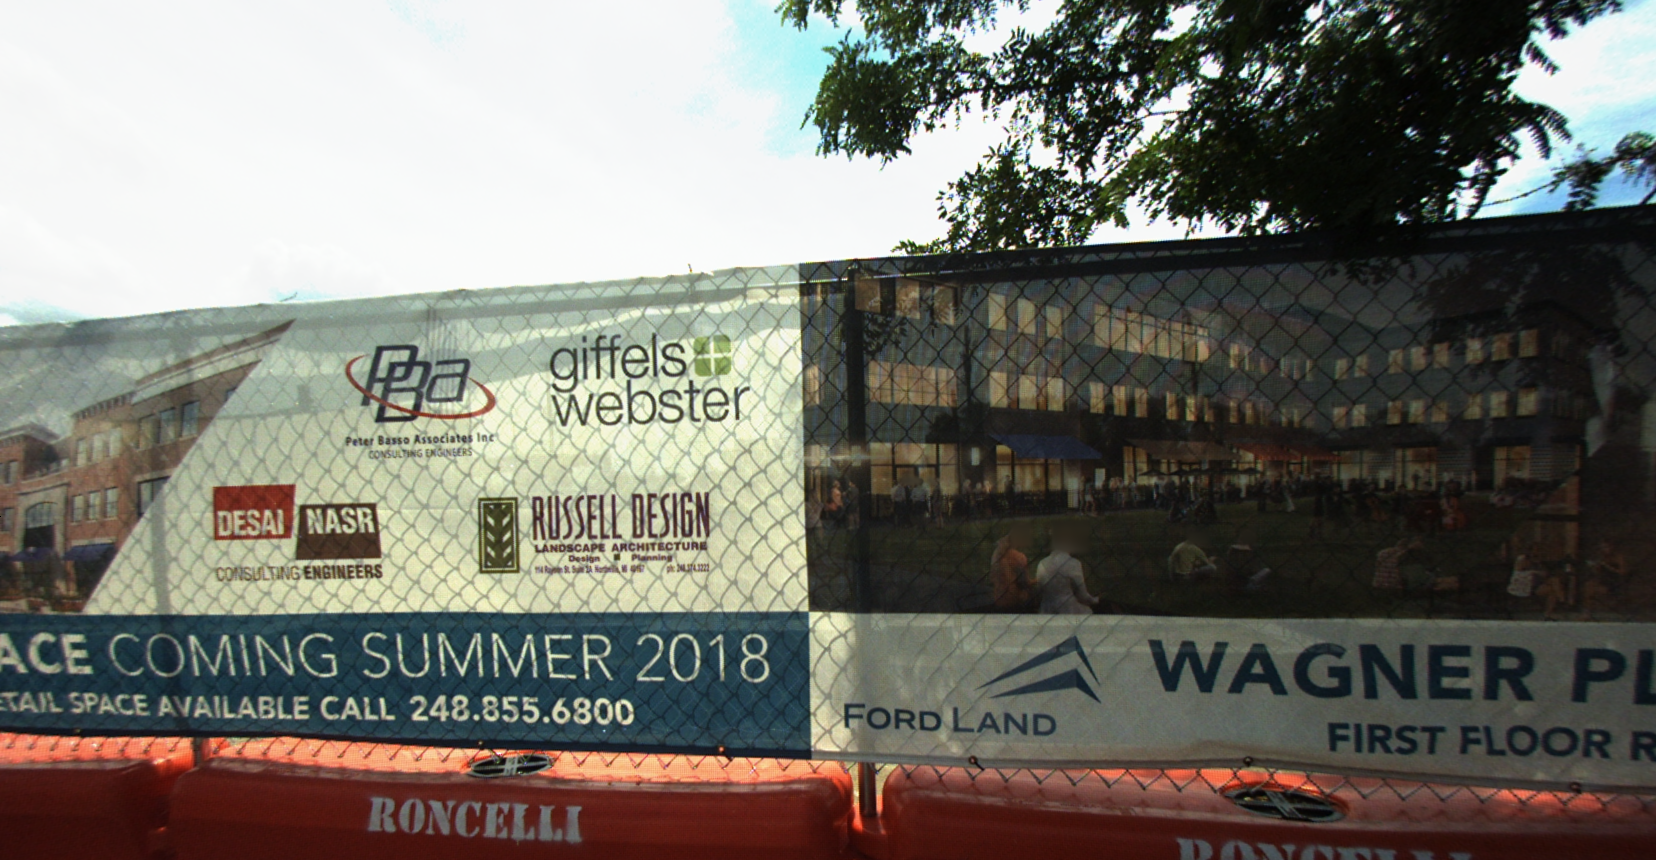 PBa
Peter Basso Associates Inc
CONSULTING ENGINEERS
giffels
webster
DESAI NASR
CONSULTING ENGINEERS
RUSSELL DESIGN
LANDSCAPE ARCHITECTURE
Design Planning
ACE COMING SUMMER 2018
ETAIL SPACE AVAILABLE CALL 248.855.6800
FORD LAND
WAGNER PL
FIRST FLOOR R
RONCELLI
RONCELLI